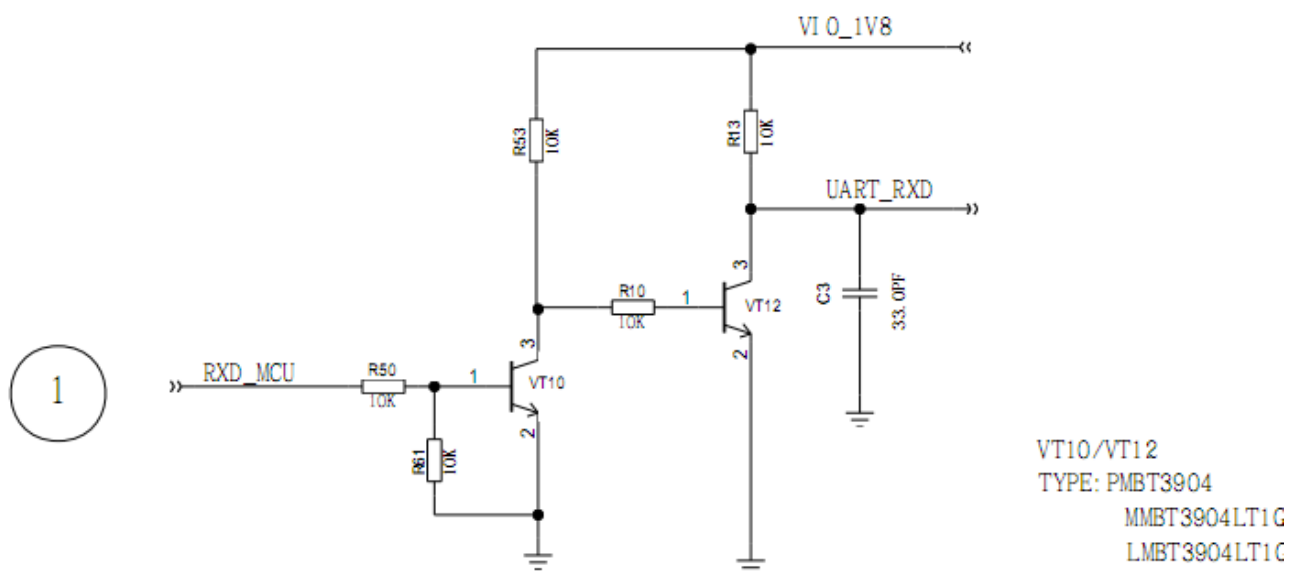 VIO_1V8
R53
10K
R13
10K
UART_RXD
3
R10
1
VT12
10K
C3
33.0PF
2
1
RXD_MCU
R50
10K
1
3
VT10
2
R61
10K
VT10/VT12
TYPE: PMBT3904
MMBT3904LT1G
LMBT3904LT1G